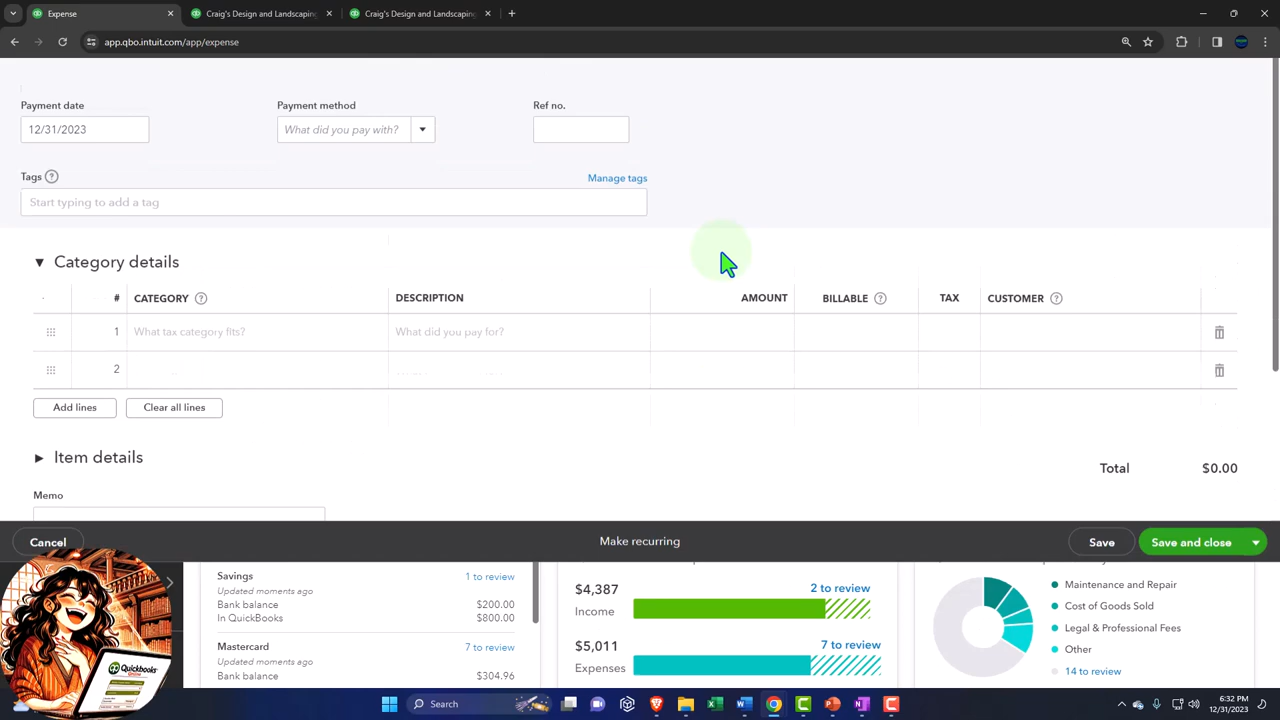 Expense
Craig's Design and Landscaping
Craig's Design and Landscaping
app.qbo.intuit.com/app/expense
Payment date
Payment method
Ref no.
12/31/2023
What did you pay with?
Tags
Manage tags
Start typing to add a tag
Category details
# CATEGORY DESCRIPTION AMOUNT BILLABLE TAX CUSTOMER
1 What tax category fits? What did you pay for?
2
Add lines Clear all lines
Item details
Total $0.00
Memo
Cancel Make recurring Save Save and close
Savings 1 to review
Updated moments ago
Bank balance $200.00
In QuickBooks $800.00
Mastercard 7 to review
Updated moments ago
Bank balance $304.96
$4,387 2 to review
Income
$5,011 7 to review
Expenses
Maintenance and Repair
Cost of Goods Sold
Legal & Professional Fees
Other
14 to review
Quickbooks
Search
6:32 PM
12/31/2023